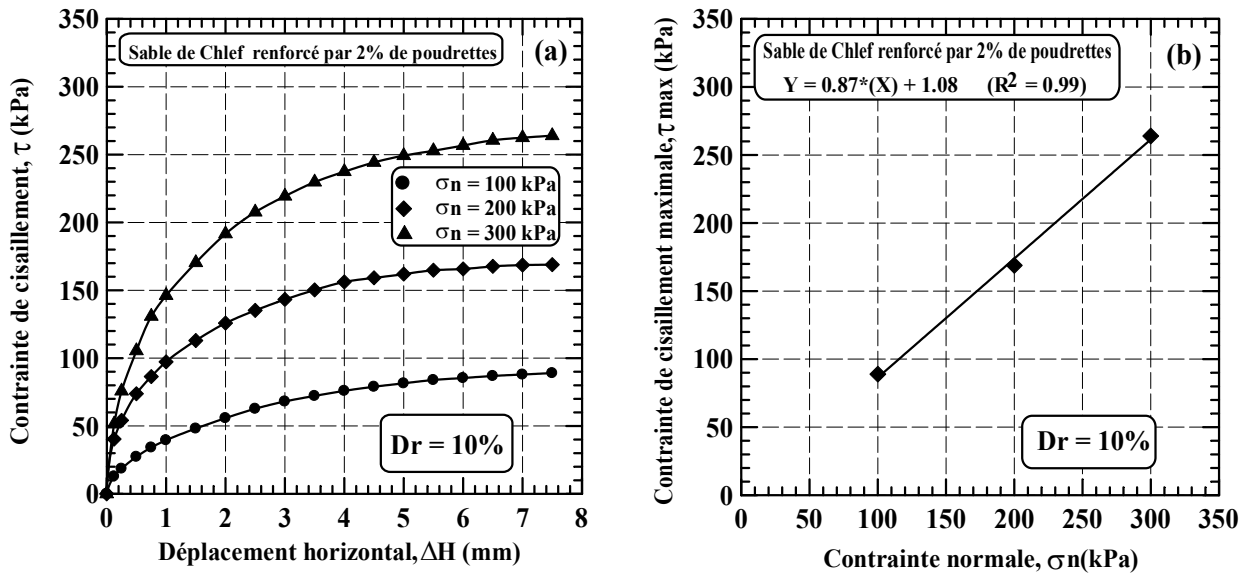 Sable de Chlef renforcé par 2% de poudrettes
(a)
σn = 100 kPa
σn = 200 kPa
σn = 300 kPa
Dr = 10%
Contrainte de cisaillement, τ (kPa)
350
300
250
200
150
100
50
0
0 1 2 3 4 5 6 7 8
Déplacement horizontal, ΔH (mm)
Sable de Chlef renforcé par 2% de poudrettes
Y = 0.87*(X) + 1.08 (R² = 0.99)
(b)
Dr = 10%
Contrainte de cisaillement maximale, τ max (kPa)
350
300
250
200
150
100
50
0
0 50 100 150 200 250 300 350
Contrainte normale, σn(kPa)